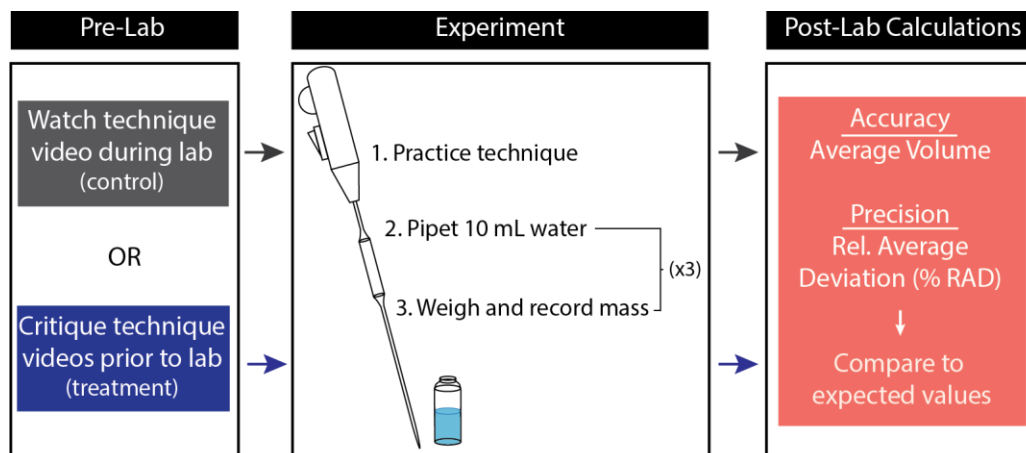 Pre-Lab
Watch technique
video during lab
(control)
OR
Critique technique
videos prior to lab
(treatment)
Experiment
1. Practice technique
2. Pipet 10 mL water
(x3)
3. Weigh and record mass
Post-Lab Calculations
Accuracy
Average Volume
Precision
Rel. Average
Deviation (% RAD)
Compare to
expected values